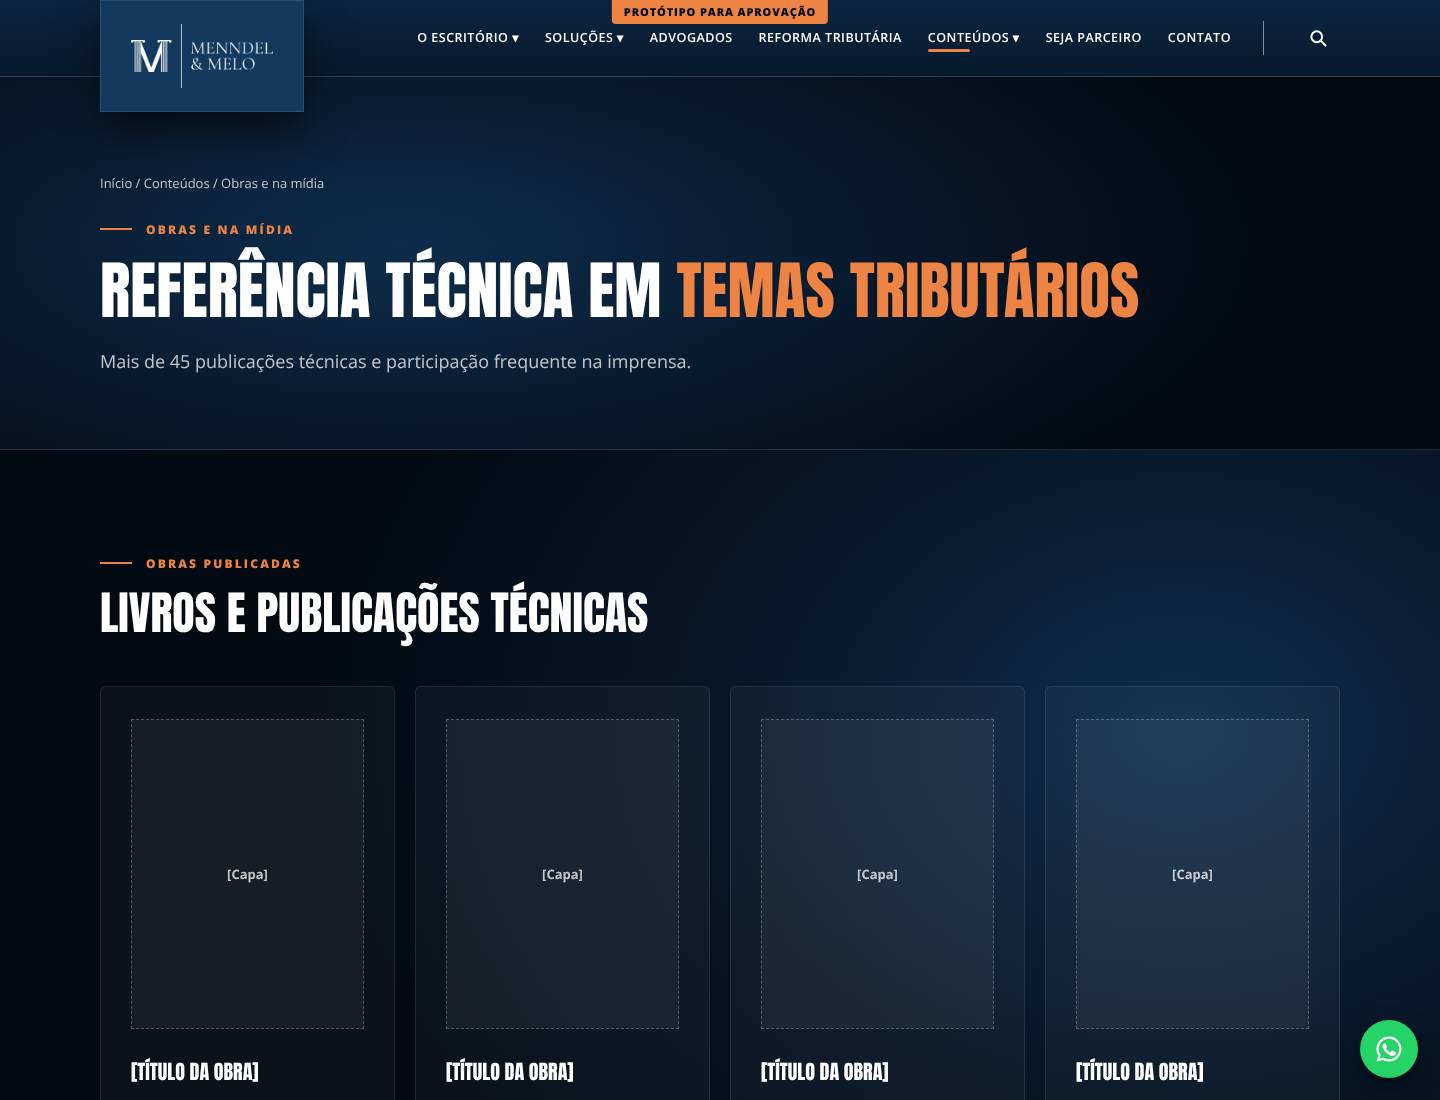 PROTÓTIPO PARA APROVAÇÃO
MENNDEL
& MELO
O ESCRITÓRIO ▾ SOLUÇÕES ▾ ADVOGADOS REFORMA TRIBUTÁRIA CONTEÚDOS ▾ SEJA PARCEIRO CONTATO
Início / Conteúdos / Obras e na mídia
OBRAS E NA MÍDIA
REFERÊNCIA TÉCNICA EM TEMAS TRIBUTÁRIOS
Mais de 45 publicações técnicas e participação frequente na imprensa.
OBRAS PUBLICADAS
LIVROS E PUBLICAÇÕES TÉCNICAS
[Capa] [Capa] [Capa] [Capa]
[TÍTULO DA OBRA] [TÍTULO DA OBRA] [TÍTULO DA OBRA] [TÍTULO DA OBRA]